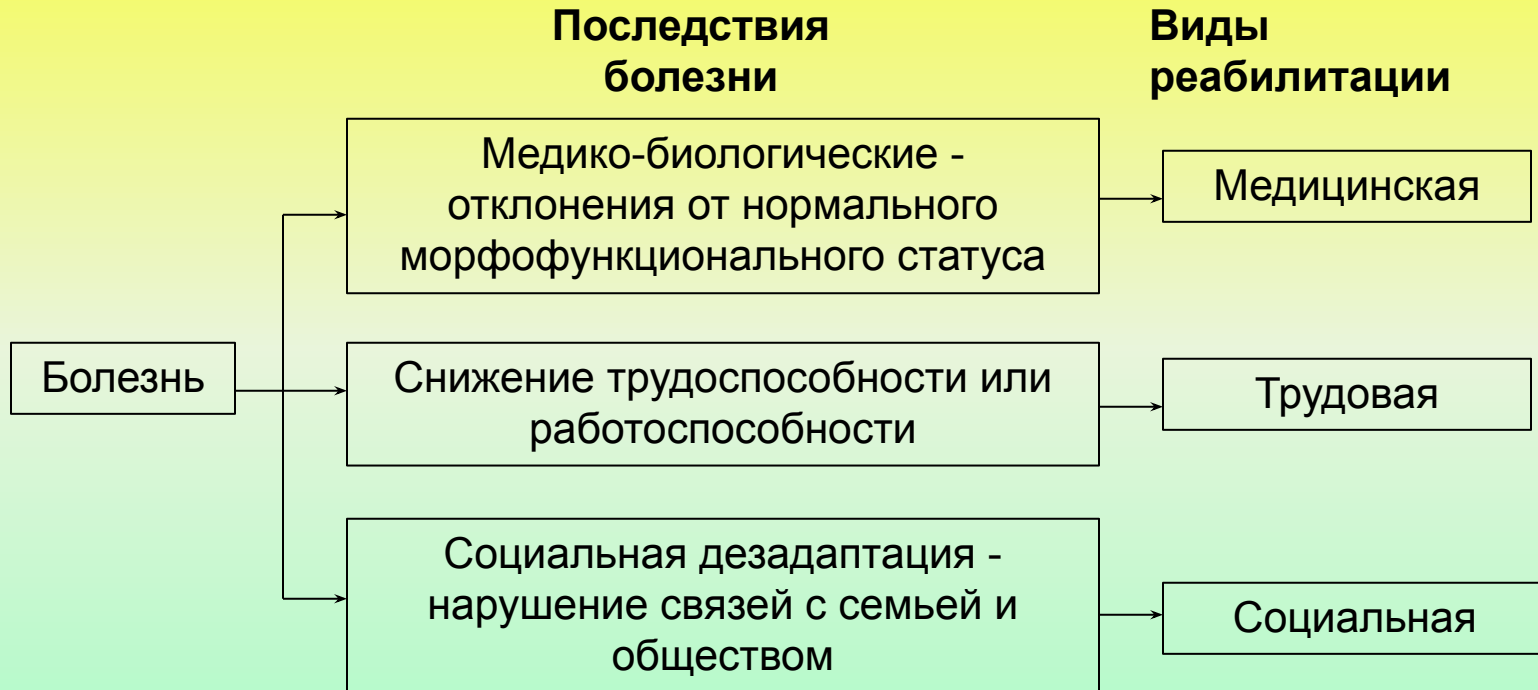 Последствия
болезни
Виды
реабилитации
Медико-биологические -
отклонения от нормального
морфофункционального статуса
Медицинская
Болезнь
Снижение трудоспособности или
работоспособности
Трудовая
Социальная дезадаптация -
нарушение связей с семьей и
обществом
Социальная